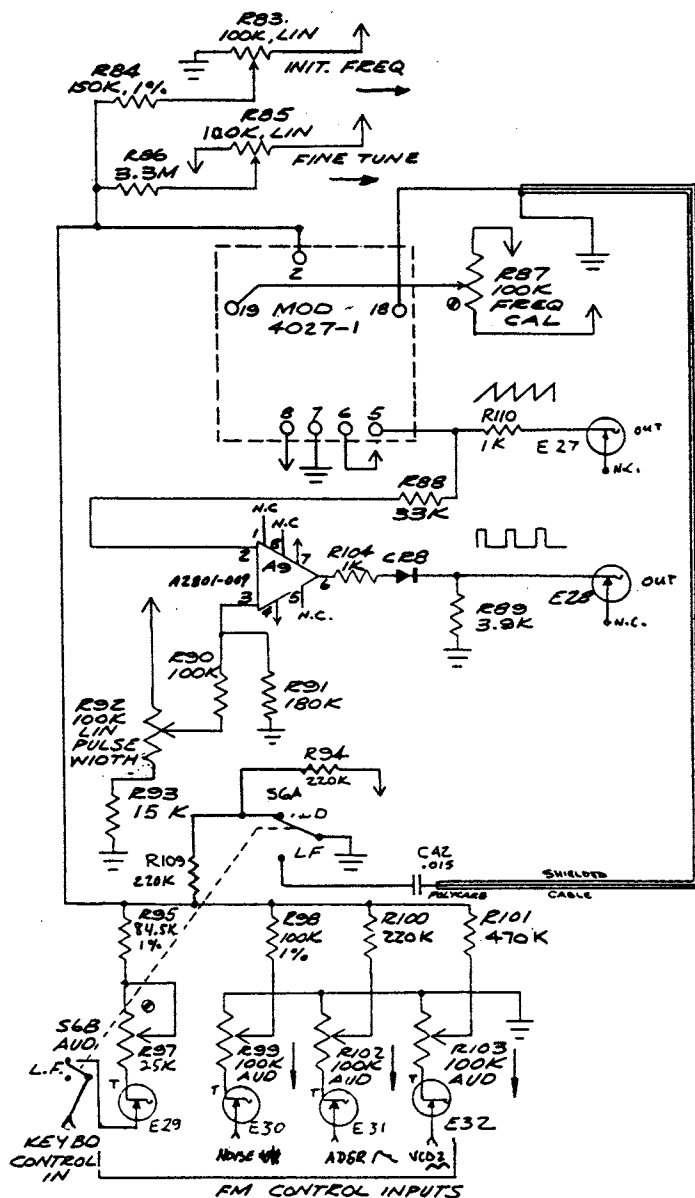 R83.
100K, LIN
INIT. FREQ
R84
150K, 1%
R85
100K, LIN
FINE TUNE
R86
3.3M
2
19
MOD -
4027-1
18
R87
100K
FREQ
CAL
8
7
6
5
R110
1K
E27
OUT
N.C.
R88
33K
N.C
N.C
1
8
7
2
A9
6
A2801-009
3
4
5
N.C.
R104
1K
CR8
R89
3.9K
E28
OUT
N.C.
R90
100K
R91
180K
R92
100K
LIN
PULSE
WIDTH
R93
15 K
R94
220K
S6A
LF
R109
220K
CA2
.015
POLYCARB
SHIELDED
CABLE
R95
84.5K
1%
R98
100K
1%
R100
220K
R101
470K
S6B
AUD.
L.F.
R97
25K
R99
100K
AUD
R102
100K
AUD
R103
100K
AUD
T
T
T
T
E29
E30
E31
E32
KEYBD
CONTROL
IN
NOISE
ADSR
VCO2
FM CONTROL INPUTS